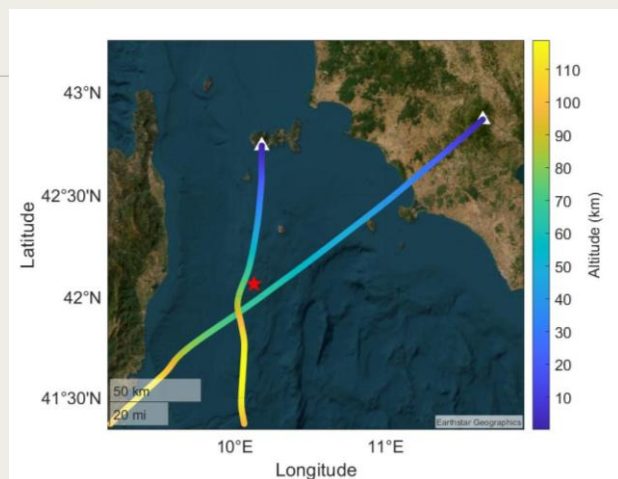 43°N
42°30'N
42°N
41°30'N
Latitude
50 km
20 mi
Earthstar Geographics
10°E
11°E
Longitude
110
100
90
80
70
60
50
40
30
20
10
Altitude (km)